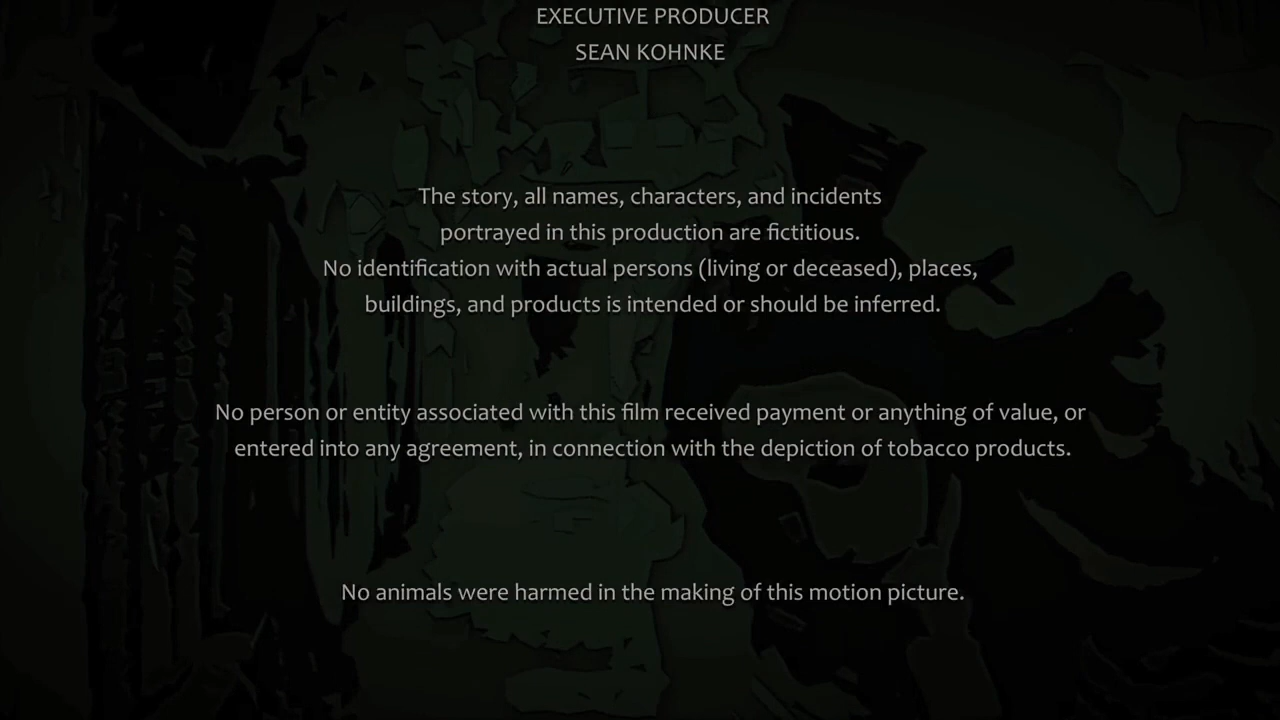 EXECUTIVE PRODUCER
SEAN KOHNKE
The story, all names, characters, and incidents
portrayed in this production are fictitious.
No identification with actual persons (living or deceased), places,
buildings, and products is intended or should be inferred.
No person or entity associated with this film received payment or anything of value, or
entered into any agreement, in connection with the depiction of tobacco products.
No animals were harmed in the making of this motion picture.